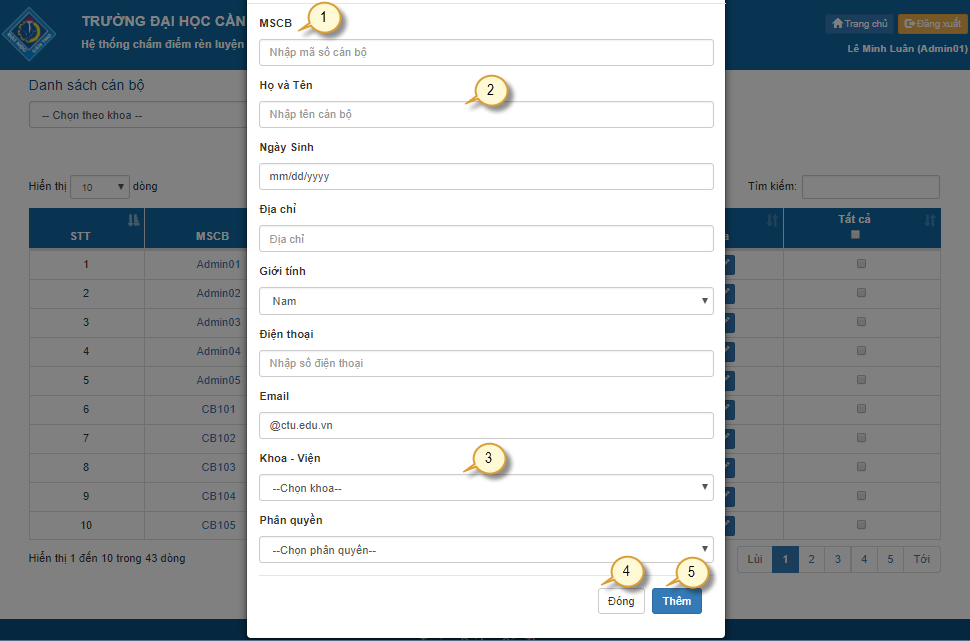 TRƯỜNG ĐẠI HỌC CẦN
Hệ thống chấm điểm rèn luyện
Trang chủ
Đăng xuất
Lê Minh Luân (Admin01)
Danh sách cán bộ
-- Chọn theo khoa --
Hiển thị 10 dòng
Tìm kiếm:
STT MSCB Tất cả
1 Admin01
2 Admin02
3 Admin03
4 Admin04
5 Admin05
6 CB101
7 CB102
8 CB103
9 CB104
10 CB105
Hiển thị 1 đến 10 trong 43 dòng
Lùi 1 2 3 4 5 Tới
MSCB
1
Nhập mã số cán bộ
Họ và Tên
2
Nhập tên cán bộ
Ngày Sinh
mm/dd/yyyy
Địa chỉ
Địa chỉ
Giới tính
Nam
Điện thoại
Nhập số điện thoại
Email
@ctu.edu.vn
Khoa - Viện
3
--Chọn khoa--
Phân quyền
--Chọn phân quyền--
4
5
Đóng
Thêm